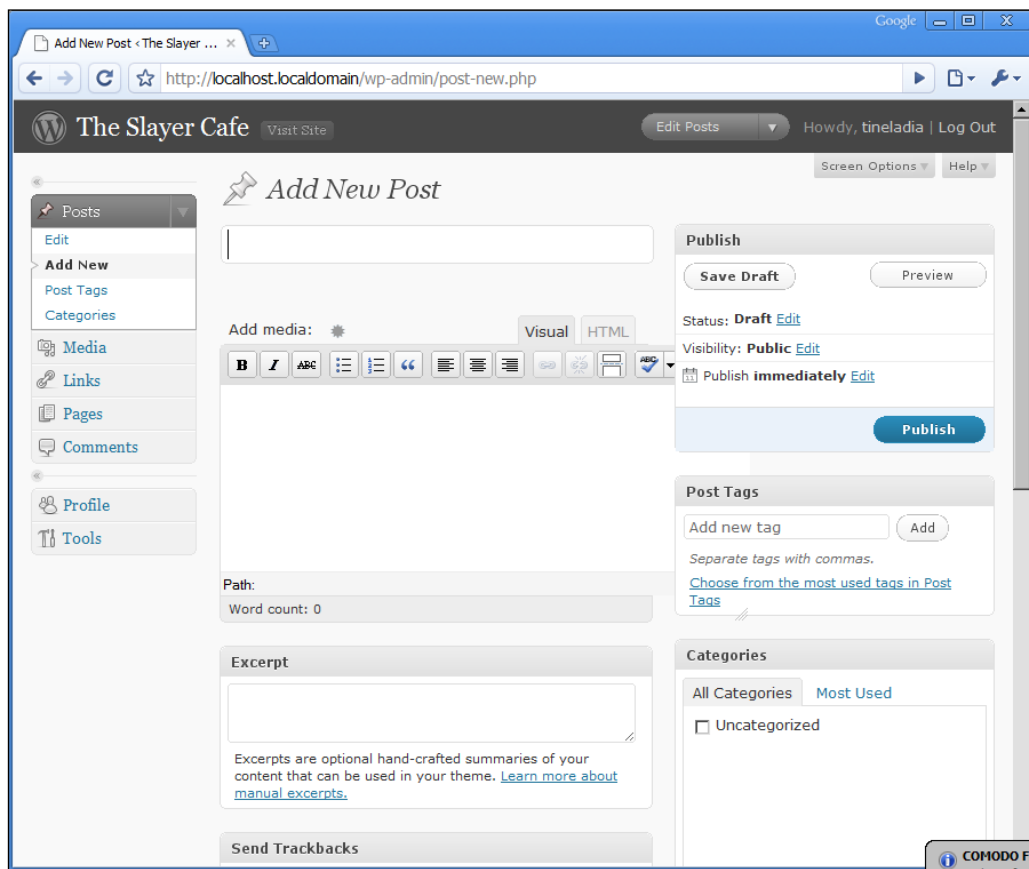 Google
Add New Post ‹ The Slayer ...
http://localhost.localdomain/wp-admin/post-new.php
The Slayer Cafe Visit Site Edit Posts Howdy, tineladia | Log Out
Screen Options Help
Add New Post
Posts
Edit
Add New
Post Tags
Categories
Media
Links
Pages
Comments
Profile
Tools
Add media: Visual HTML
B I ABC ABC
Path:
Word count: 0
Excerpt
Excerpts are optional hand-crafted summaries of your
content that can be used in your theme. Learn more about
manual excerpts.
Send Trackbacks
Publish
Save Draft Preview
Status: Draft Edit
Visibility: Public Edit
11 Publish immediately Edit
Publish
Post Tags
Add new tag Add
Separate tags with commas.
Choose from the most used tags in Post
Tags
Categories
All Categories Most Used
Uncategorized
COMODO F